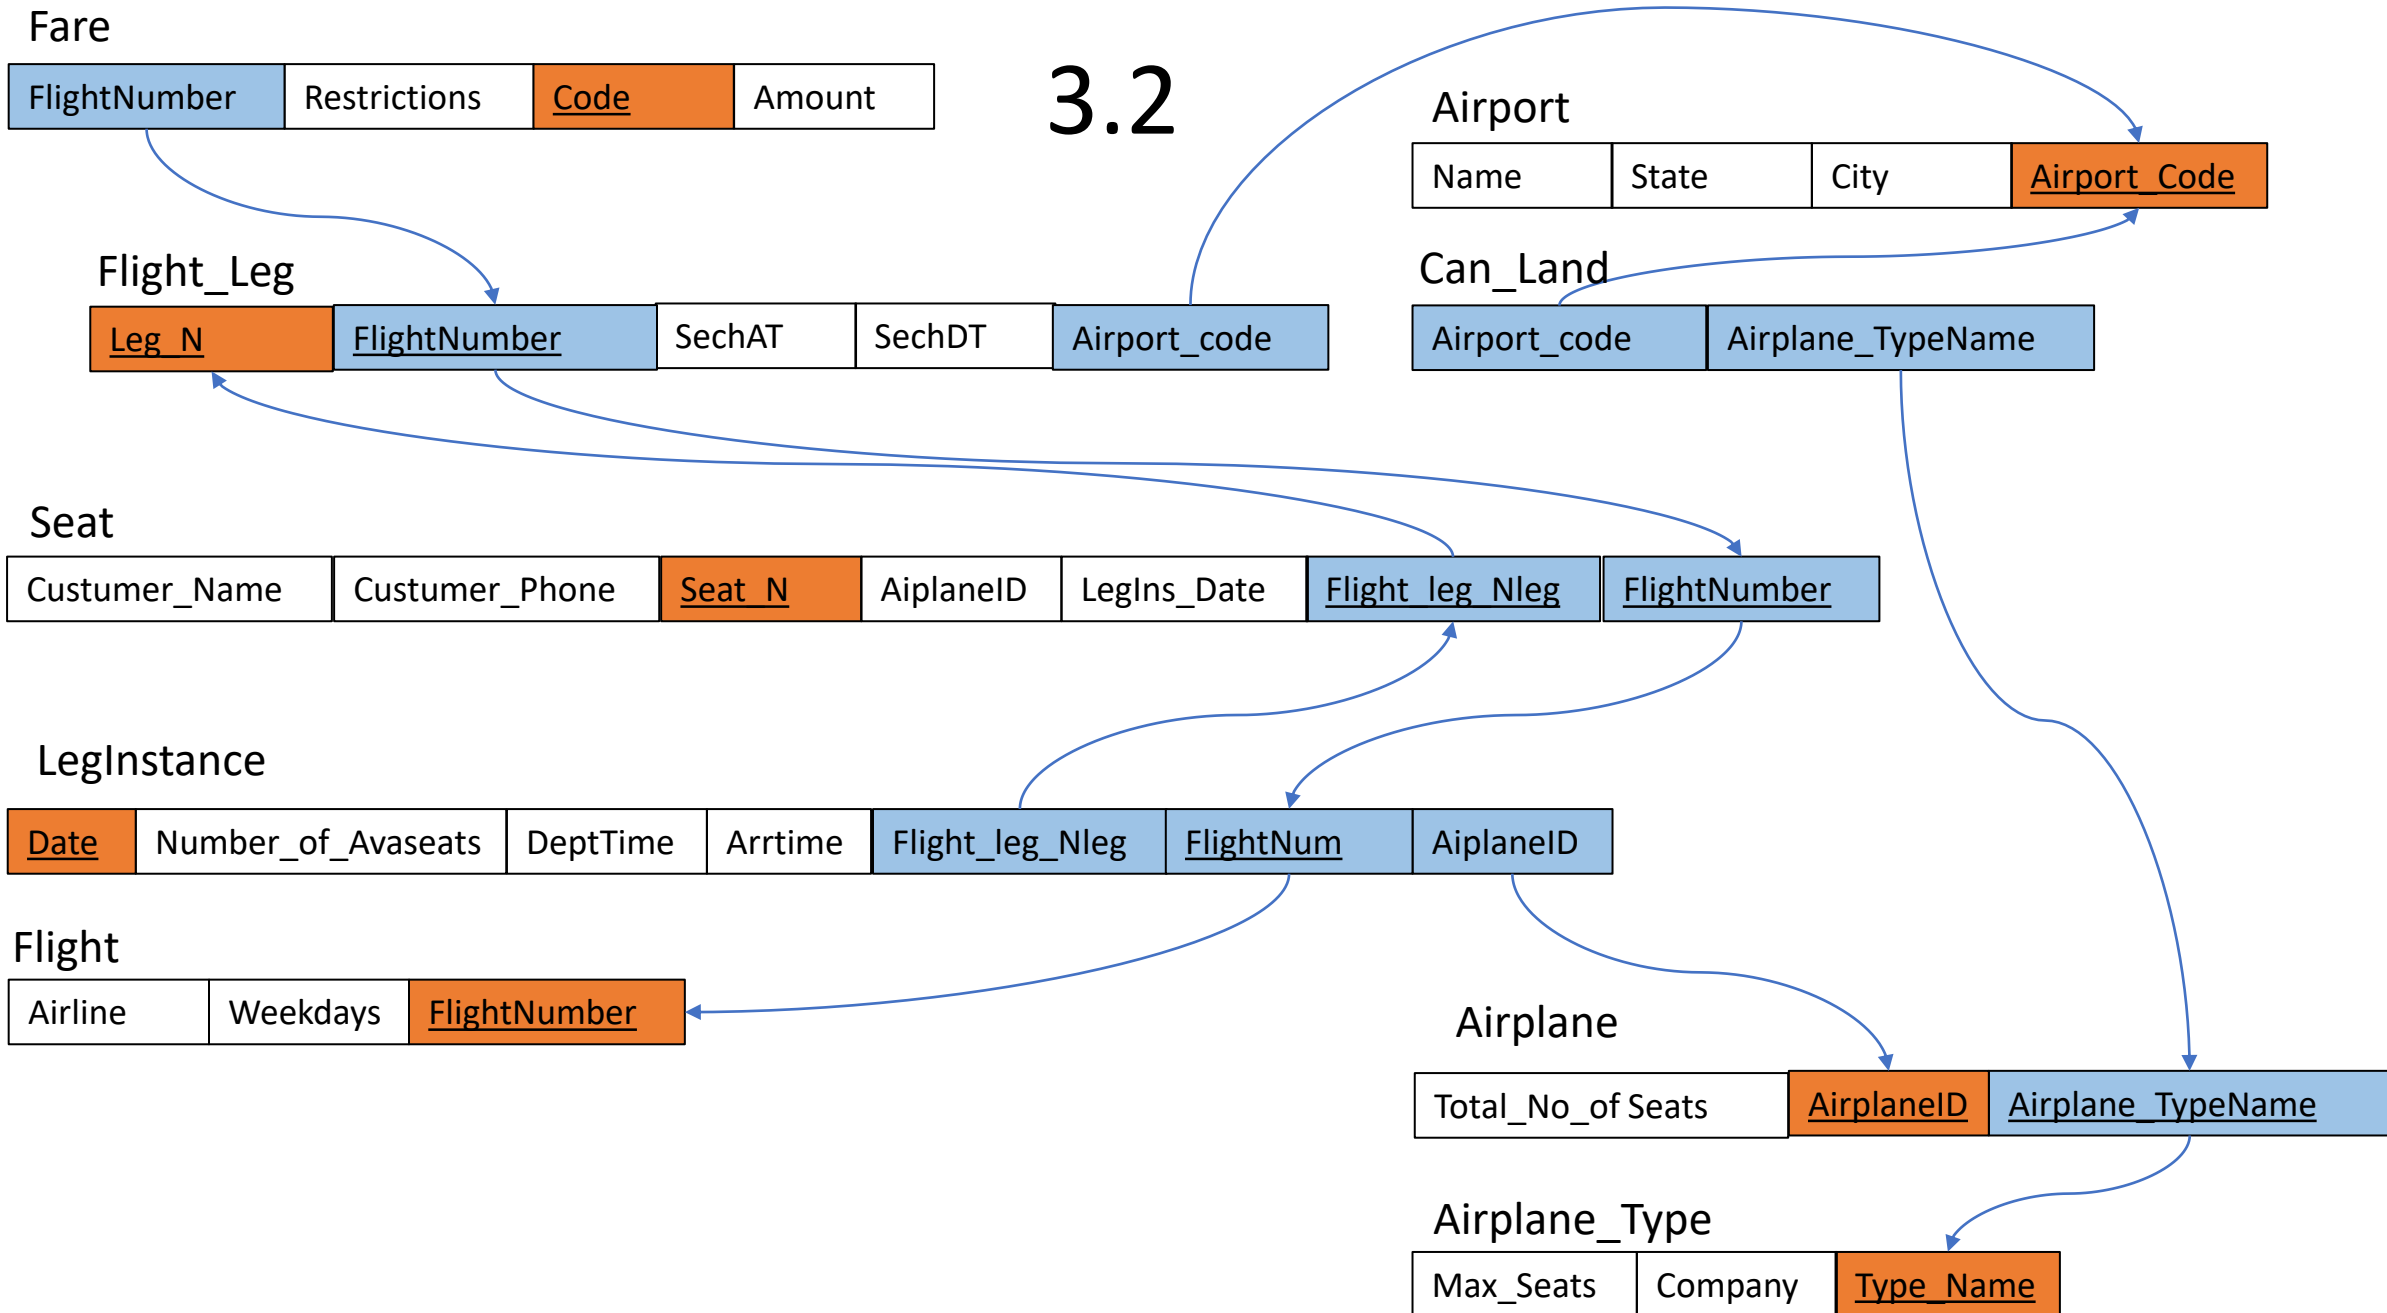 Fare
FlightNumber Restrictions Code Amount
3.2
Airport
Name State City Airport_Code
Flight_Leg
Leg_N FlightNumber SechAT SechDT Airport_code
Can_Land
Airport_code Airplane_TypeName
Seat
Custumer_Name Custumer_Phone Seat_N AiplaneID LegIns_Date Flight_leg_Nleg FlightNumber
LegInstance
Date Number_of_Avaseats DeptTime Arrtime Flight_leg_Nleg FlightNum AiplaneID
Flight
Airline Weekdays FlightNumber
Airplane
Total_No_of Seats AirplaneID Airplane_TypeName
Airplane_Type
Max_Seats Company Type_Name